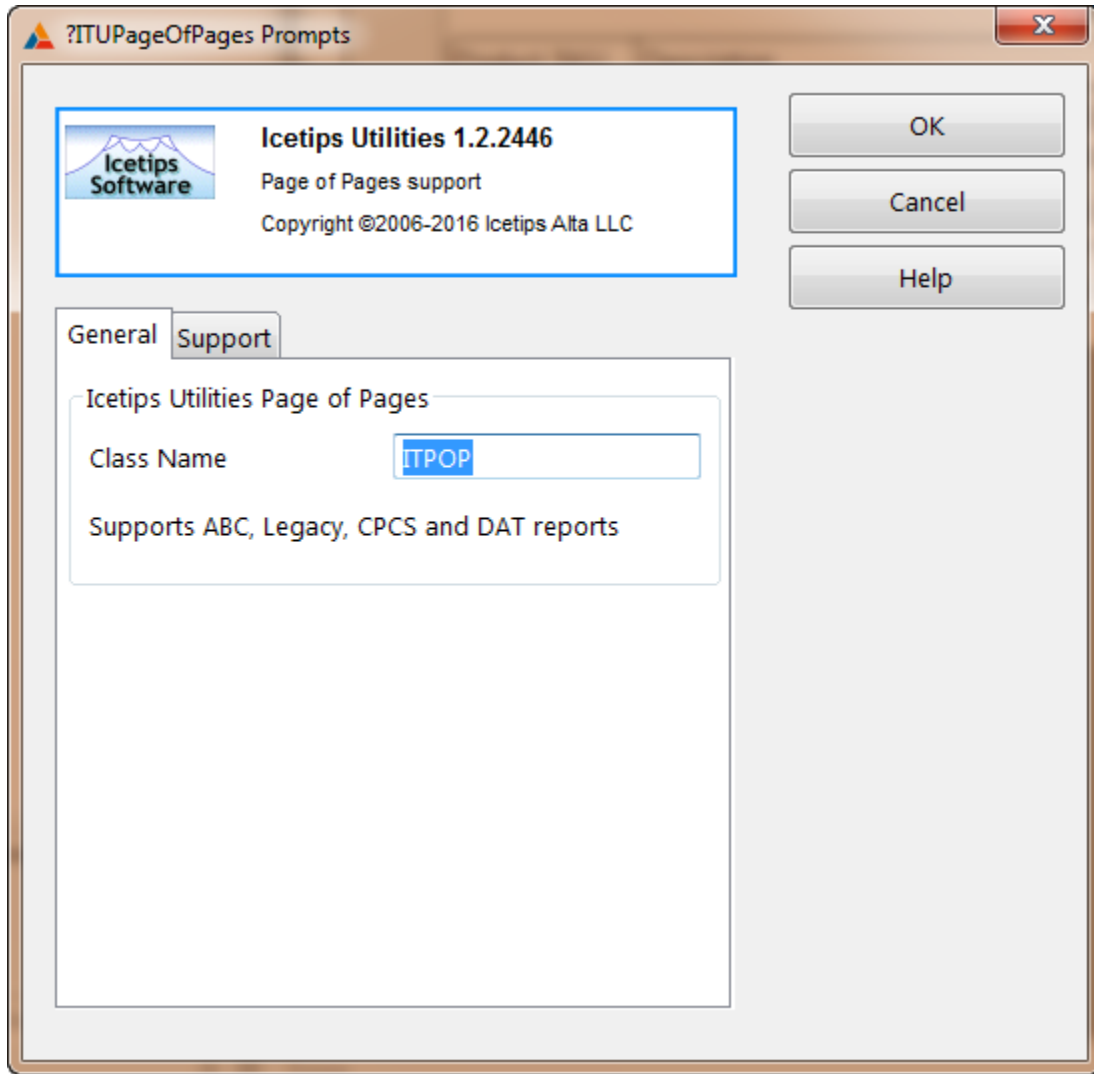 ?ITUPageOfPages Prompts
Icetips
Software
Icetips Utilities 1.2.2446
Page of Pages support
Copyright ©2006-2016 Icetips Alta LLC
OK
Cancel
Help
General
Support
Icetips Utilities Page of Pages
Class Name
ITPOP
Supports ABC, Legacy, CPCS and DAT reports